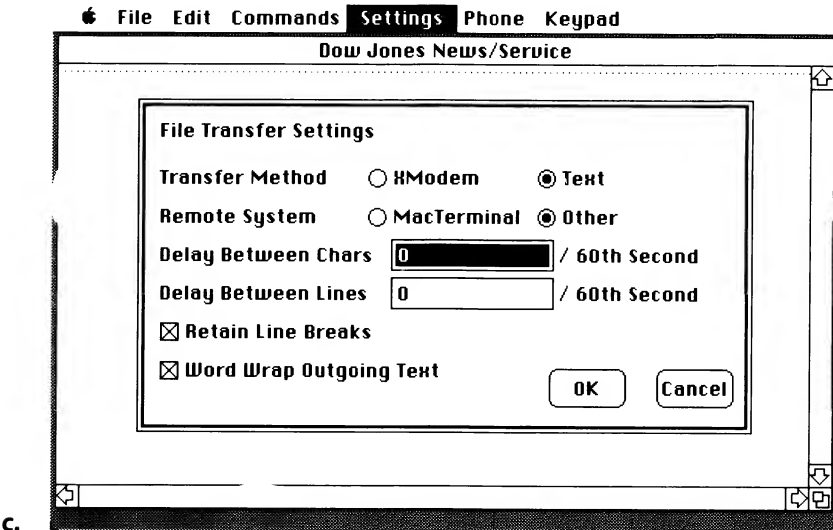 File Edit Commands Settings Phone Keypad
Dow Jones News/Service
File Transfer Settings
Transfer Method XModem Text
Remote System MacTerminal Other
Delay Between Chars 0 / 60th Second
Delay Between Lines 0 / 60th Second
Retain Line Breaks
Word Wrap Outgoing Text
OK Cancel
c.